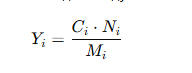 Y_i = \frac{C_i \cdot N_i}{M_i}